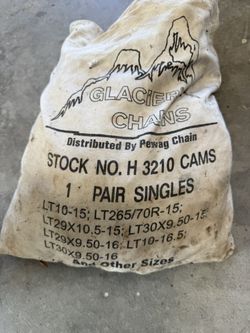 GLACIER
CHAINS
Distributed By Pewag Chain
STOCK NO. H 3210 CAMS
1 PAIR SINGLES
LT10-15; LT265/70R-15;
LT29X10.5-15; LT30X9.50-15;
LT29X9.50-16; LT10-16.5;
LT30X9.50-16
And Other Sizes